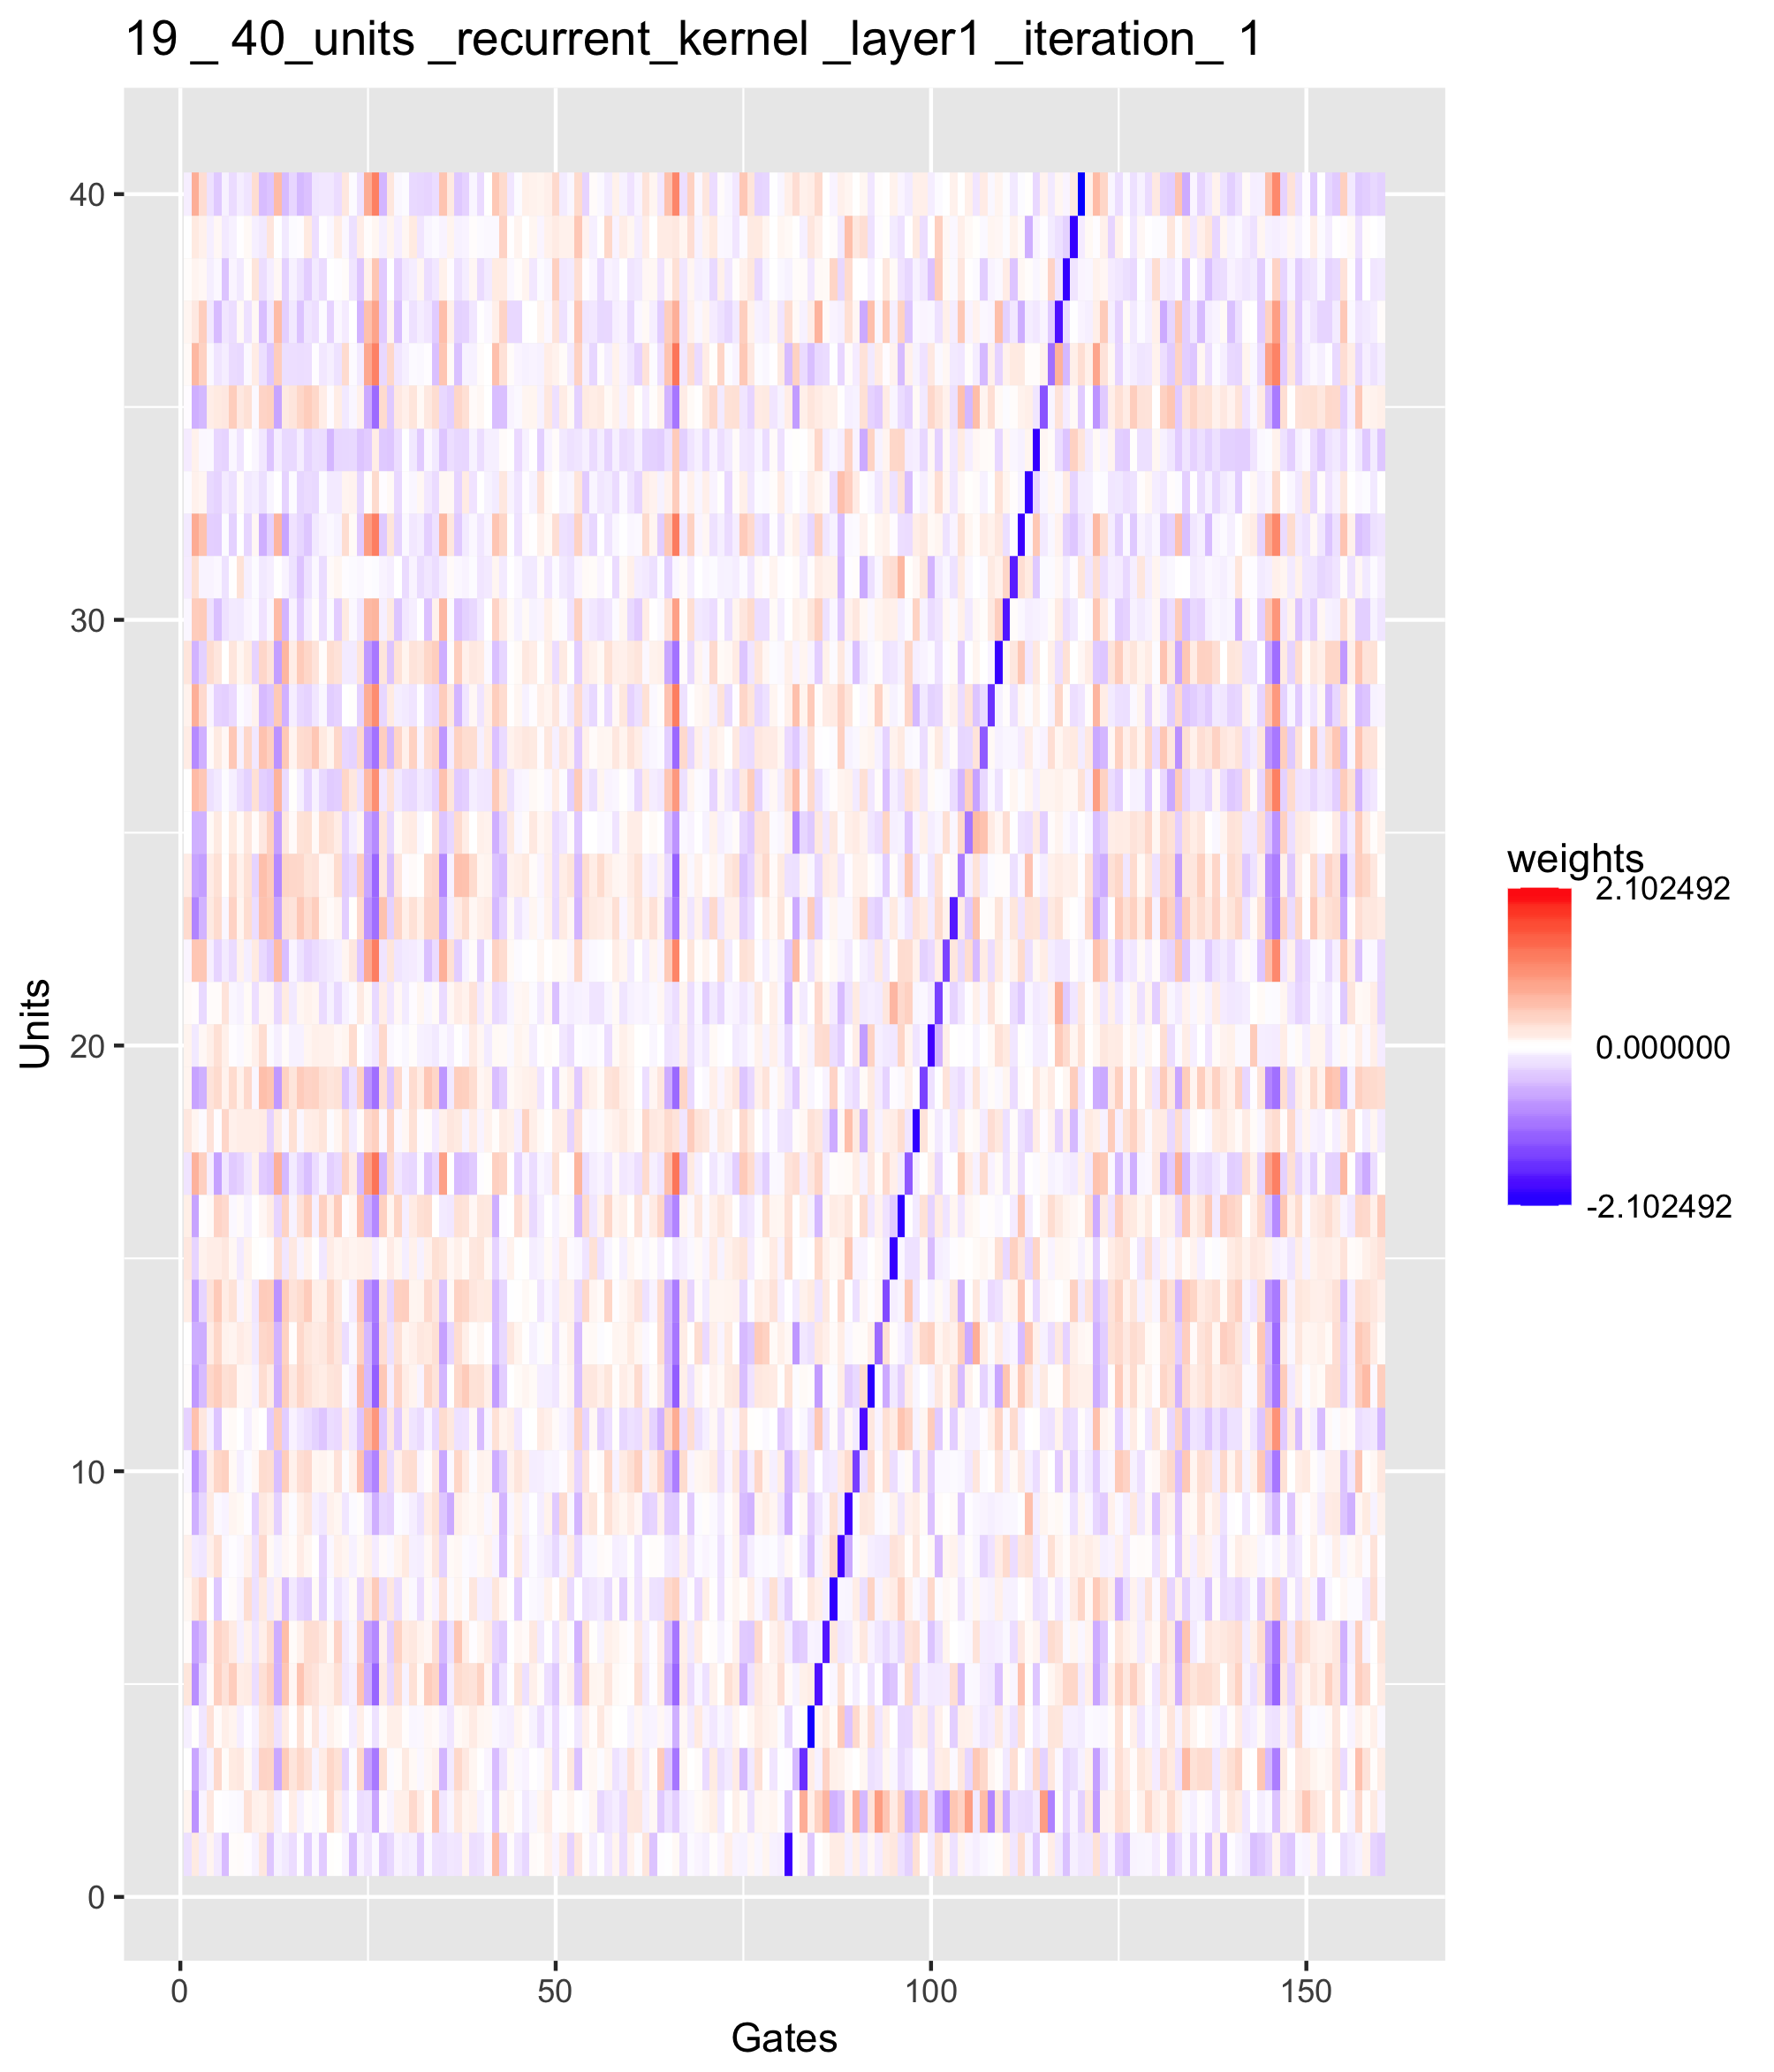 19 _ 40_units _recurrent_kernel _layer1 _iteration_ 1
Units
40
30
20
10
0
0 50 100 150
Gates
weights
2.102492
0.000000
-2.102492